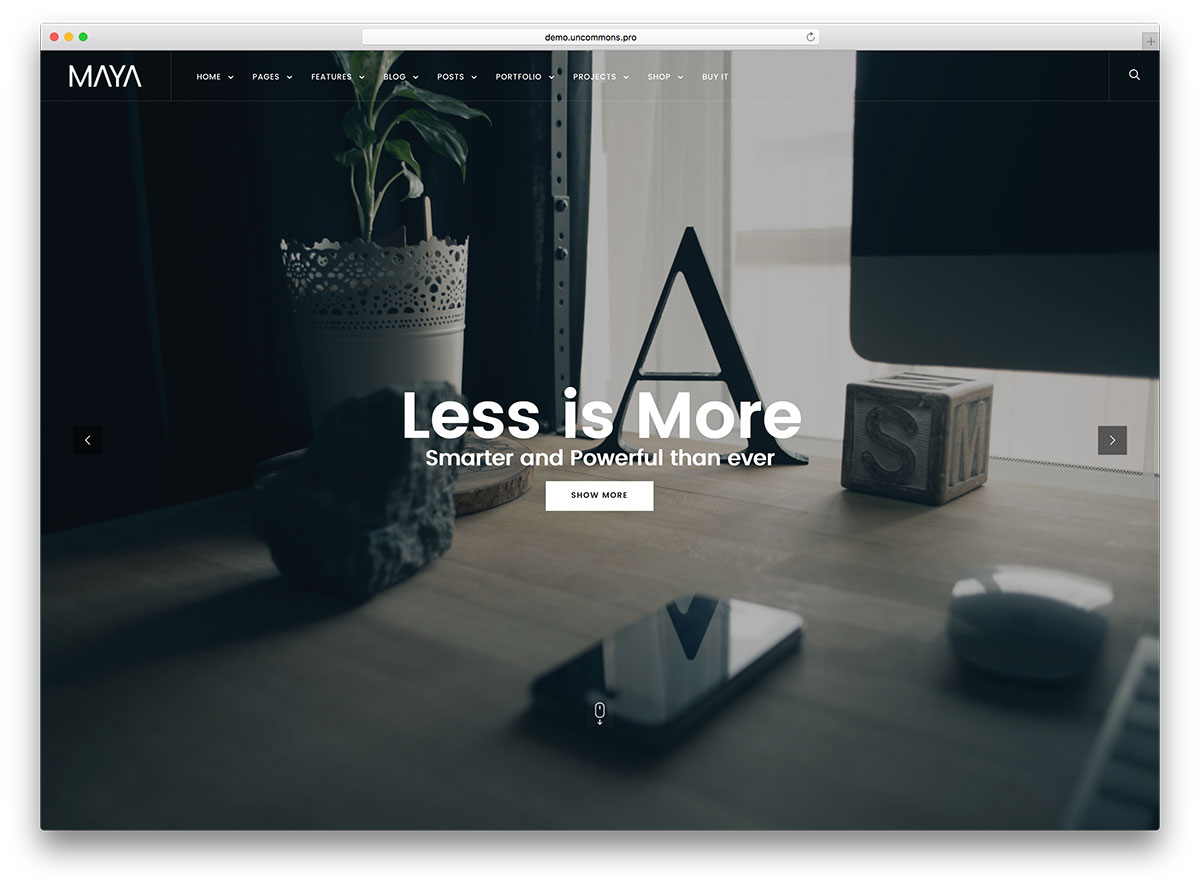 demo.uncommons.pro
MAYA
HOME PAGES FEATURES BLOG POSTS PORTFOLIO PROJECTS SHOP BUY IT
A
S M
M
Less is More
Smarter and Powerful than ever
SHOW MORE